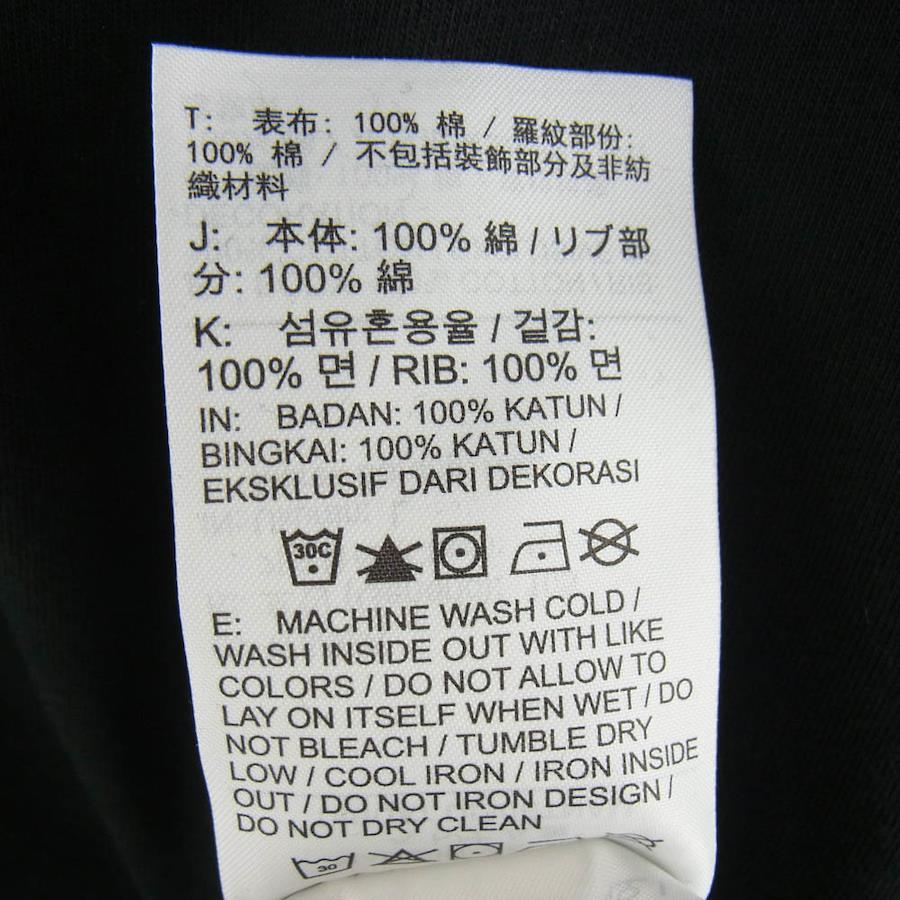 T: 表布: 100% 棉 / 羅紋部份:
100% 棉 / 不包括裝飾部分及非紡
織材料
J: 本体: 100% 綿 / リブ部
分: 100% 綿
K: 섬유혼용율 / 겉감:
100% 면 / RIB: 100% 면
IN: BADAN: 100% KATUN /
BINGKAI: 100% KATUN /
EKSKLUSIF DARI DEKORASI
30C
E: MACHINE WASH COLD /
WASH INSIDE OUT WITH LIKE
COLORS / DO NOT ALLOW TO
LAY ON ITSELF WHEN WET / DO
NOT BLEACH / TUMBLE DRY
LOW / COOL IRON / IRON INSIDE
OUT / DO NOT IRON DESIGN /
DO NOT DRY CLEAN
30